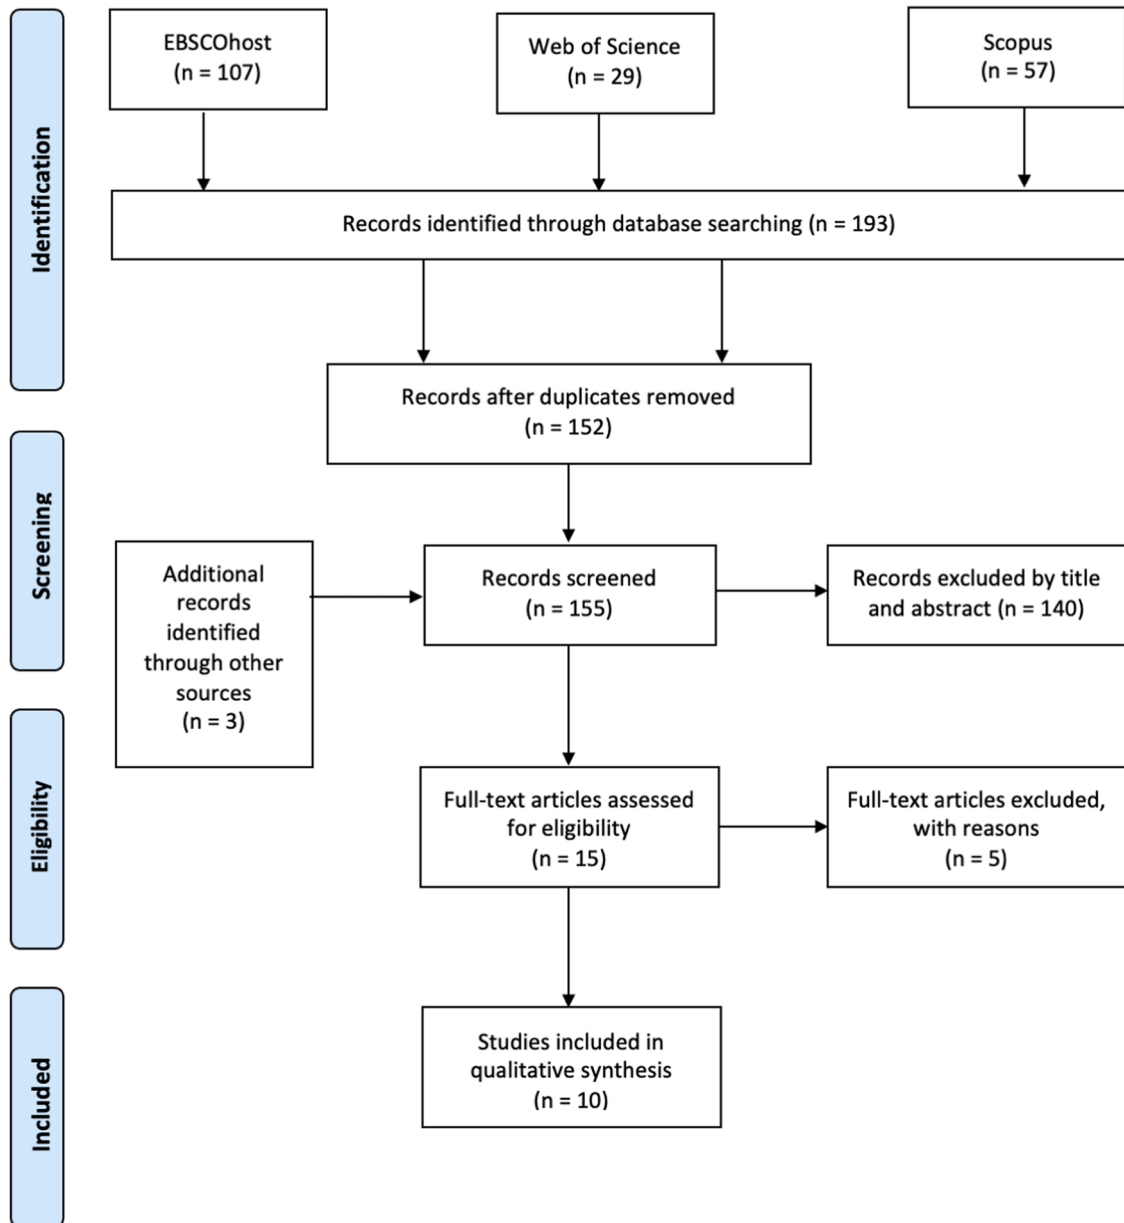 EBSCOhost
(n = 107)
Web of Science
(n = 29)
Scopus
(n = 57)
Identification
Records identified through database searching (n = 193)
Records after duplicates removed
(n = 152)
Screening
Additional
records
identified
through other
sources
(n = 3)
Records screened
(n = 155)
Records excluded by title
and abstract (n = 140)
Eligibility
Full-text articles assessed
for eligibility
(n = 15)
Full-text articles excluded,
with reasons
(n = 5)
Included
Studies included in
qualitative synthesis
(n = 10)